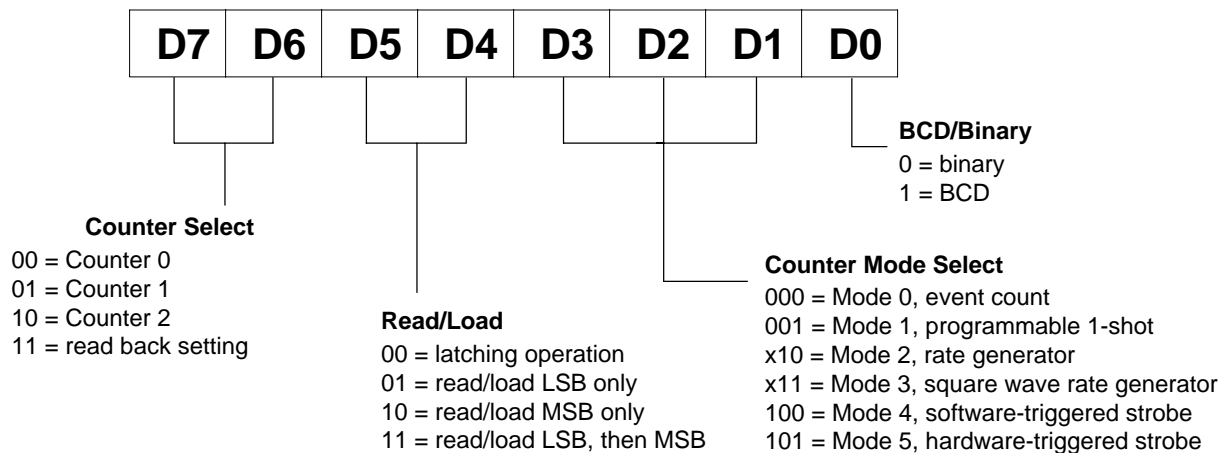 D7 D6 D5 D4 D3 D2 D1 D0
BCD/Binary
0 = binary
1 = BCD
Counter Select
00 = Counter 0
01 = Counter 1
10 = Counter 2
11 = read back setting
Read/Load
00 = latching operation
01 = read/load LSB only
10 = read/load MSB only
11 = read/load LSB, then MSB
Counter Mode Select
000 = Mode 0, event count
001 = Mode 1, programmable 1-shot
x10 = Mode 2, rate generator
x11 = Mode 3, square wave rate generator
100 = Mode 4, software-triggered strobe
101 = Mode 5, hardware-triggered strobe